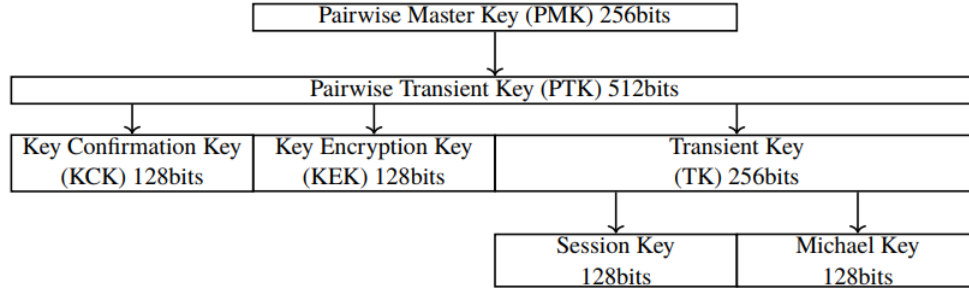 Pairwise Master Key (PMK) 256bits
Pairwise Transient Key (PTK) 512bits
Key Confirmation Key
(KCK) 128bits
Key Encryption Key
(KEK) 128bits
Transient Key
(TK) 256bits
Session Key
128bits
Michael Key
128bits